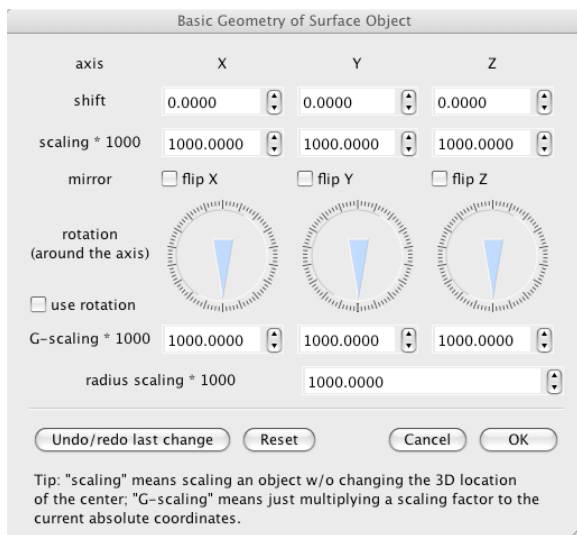 Basic Geometry of Surface Object
axis X Y Z
shift 0.0000 0.0000 0.0000
scaling * 1000 1000.0000 1000.0000 1000.0000
mirror flip X flip Y flip Z
rotation
(around the axis)
use rotation
G-scaling * 1000 1000.0000 1000.0000 1000.0000
radius scaling * 1000 1000.0000
Undo/redo last change Reset Cancel OK
Tip: "scaling" means scaling an object w/o changing the 3D location
of the center; "G-scaling" means just multiplying a scaling factor to the
current absolute coordinates.